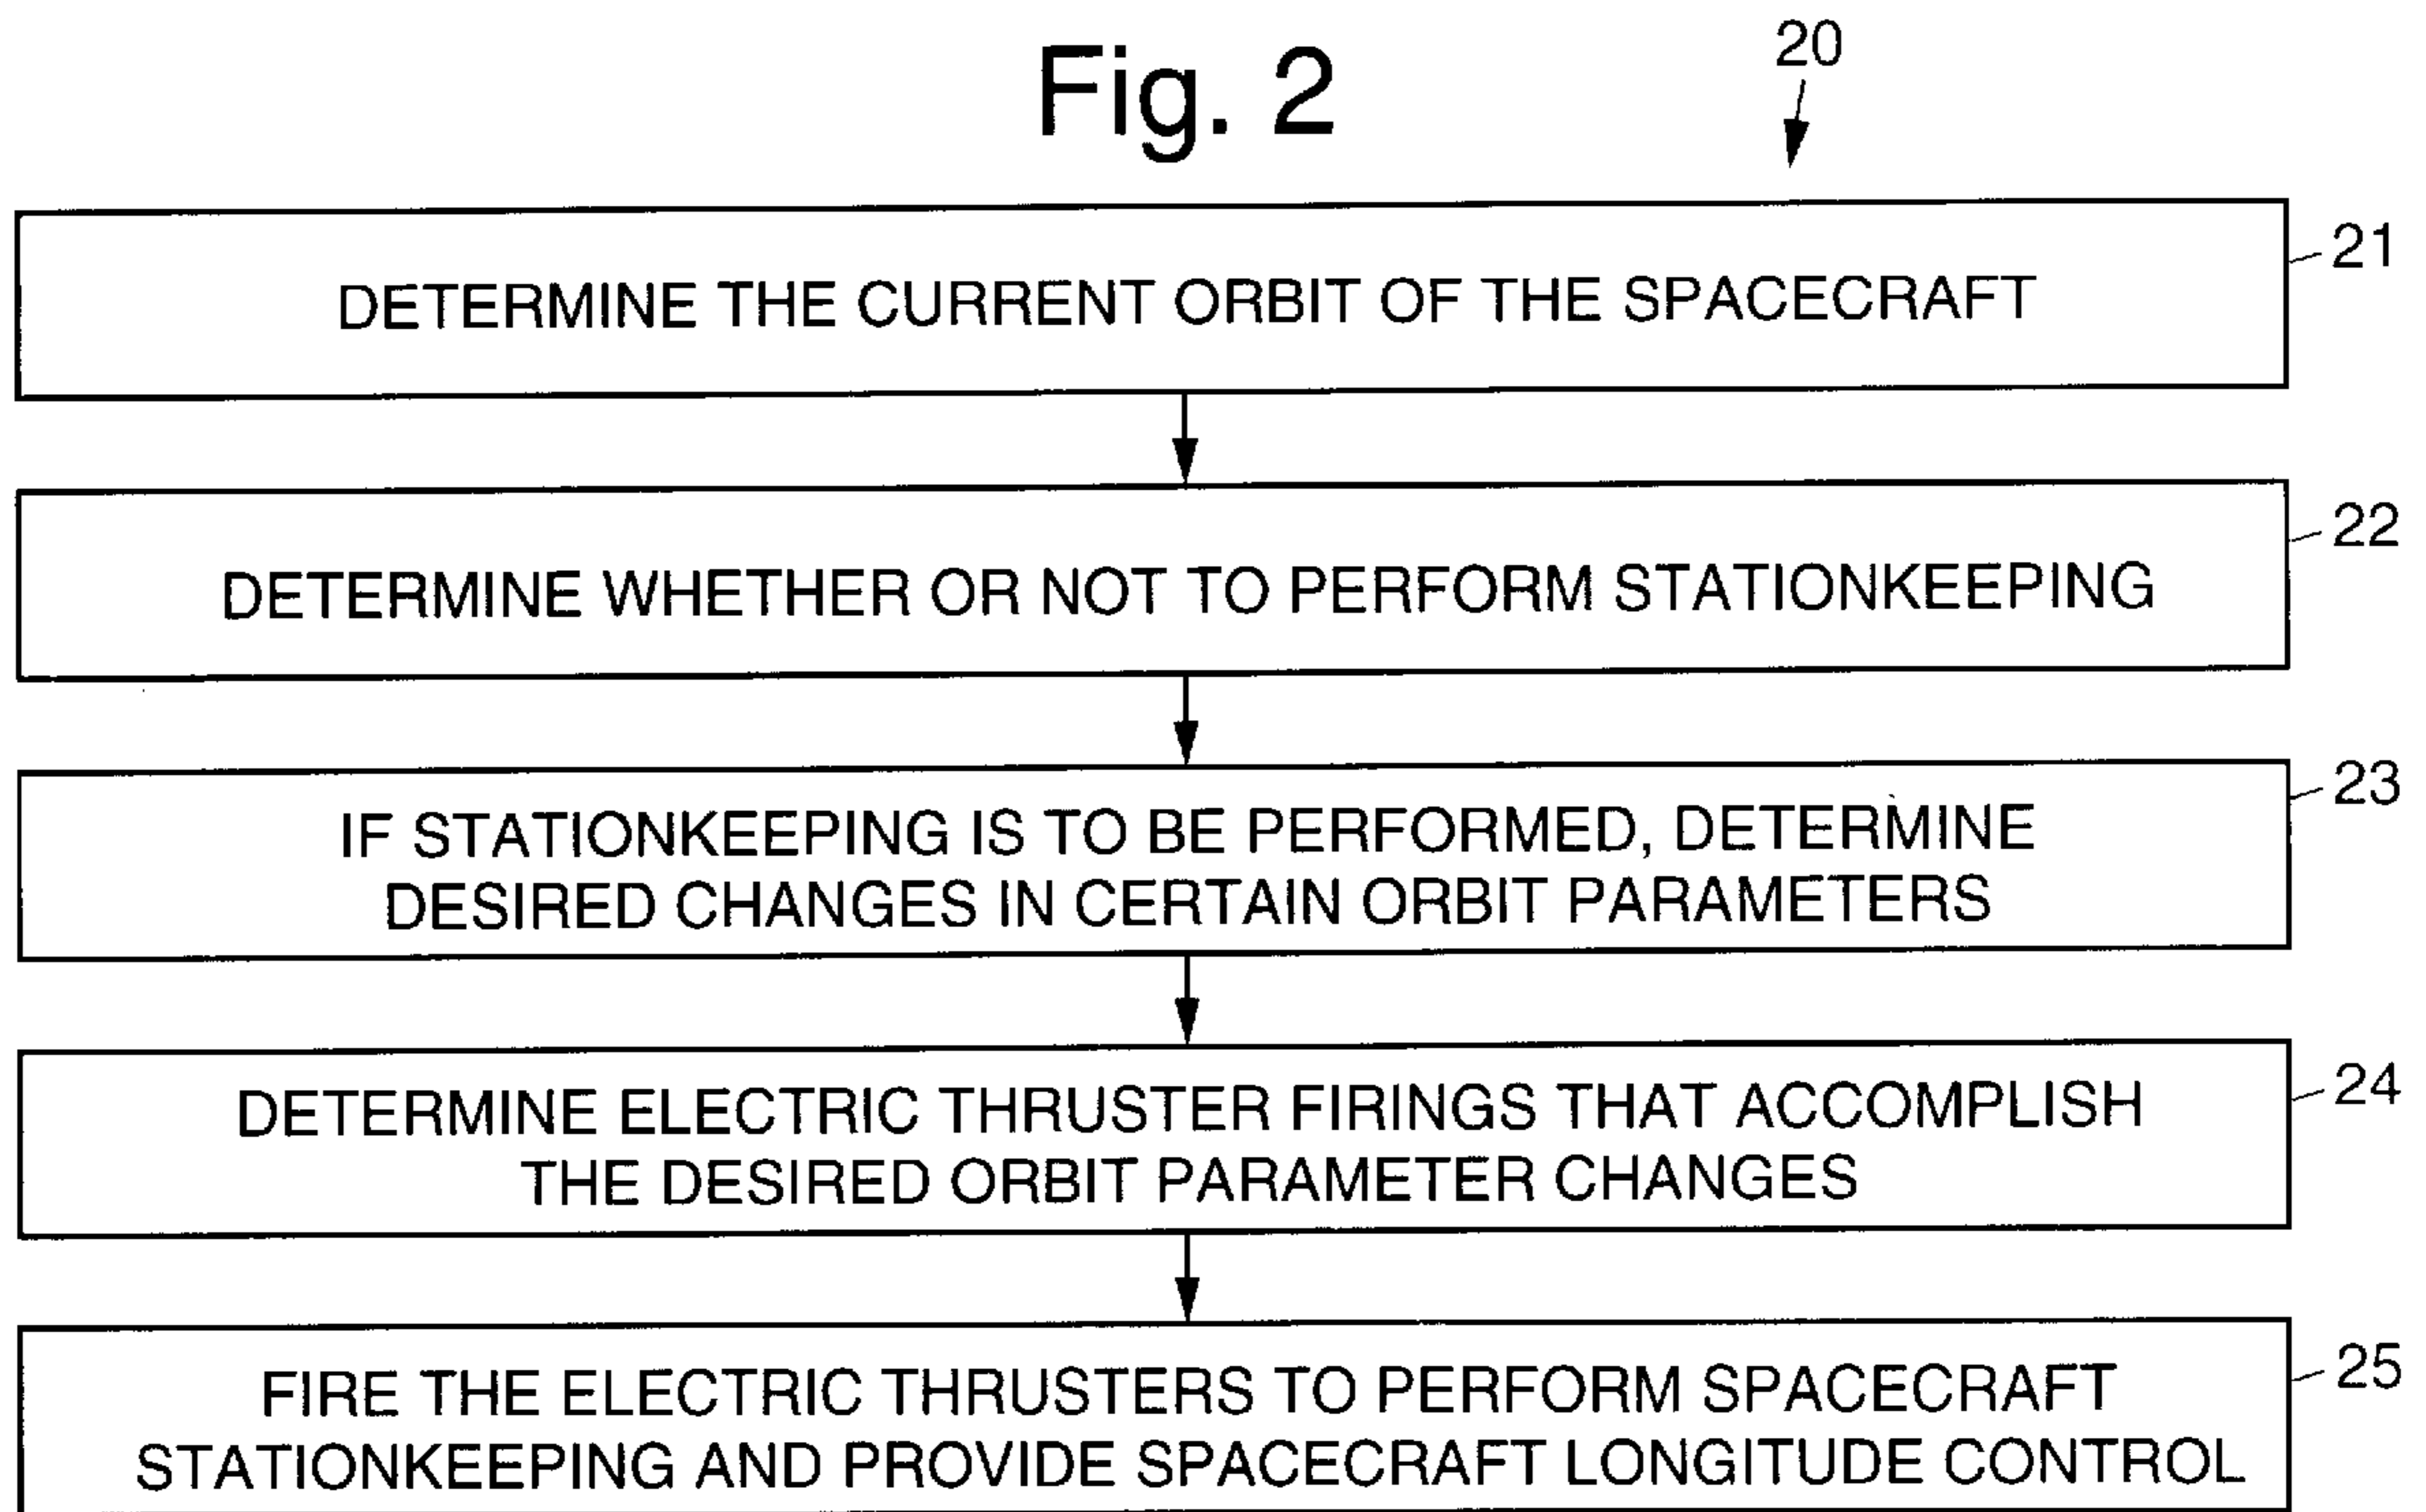 Fig. 2
20
DETERMINE THE CURRENT ORBIT OF THE SPACECRAFT
21
DETERMINE WHETHER OR NOT TO PERFORM STATIONKEEPING
22
IF STATIONKEEPING IS TO BE PERFORMED, DETERMINE
DESIRED CHANGES IN CERTAIN ORBIT PARAMETERS
23
DETERMINE ELECTRIC THRUSTER FIRINGS THAT ACCOMPLISH
THE DESIRED ORBIT PARAMETER CHANGES
24
FIRE THE ELECTRIC THRUSTERS TO PERFORM SPACECRAFT
STATIONKEEPING AND PROVIDE SPACECRAFT LONGITUDE CONTROL
25